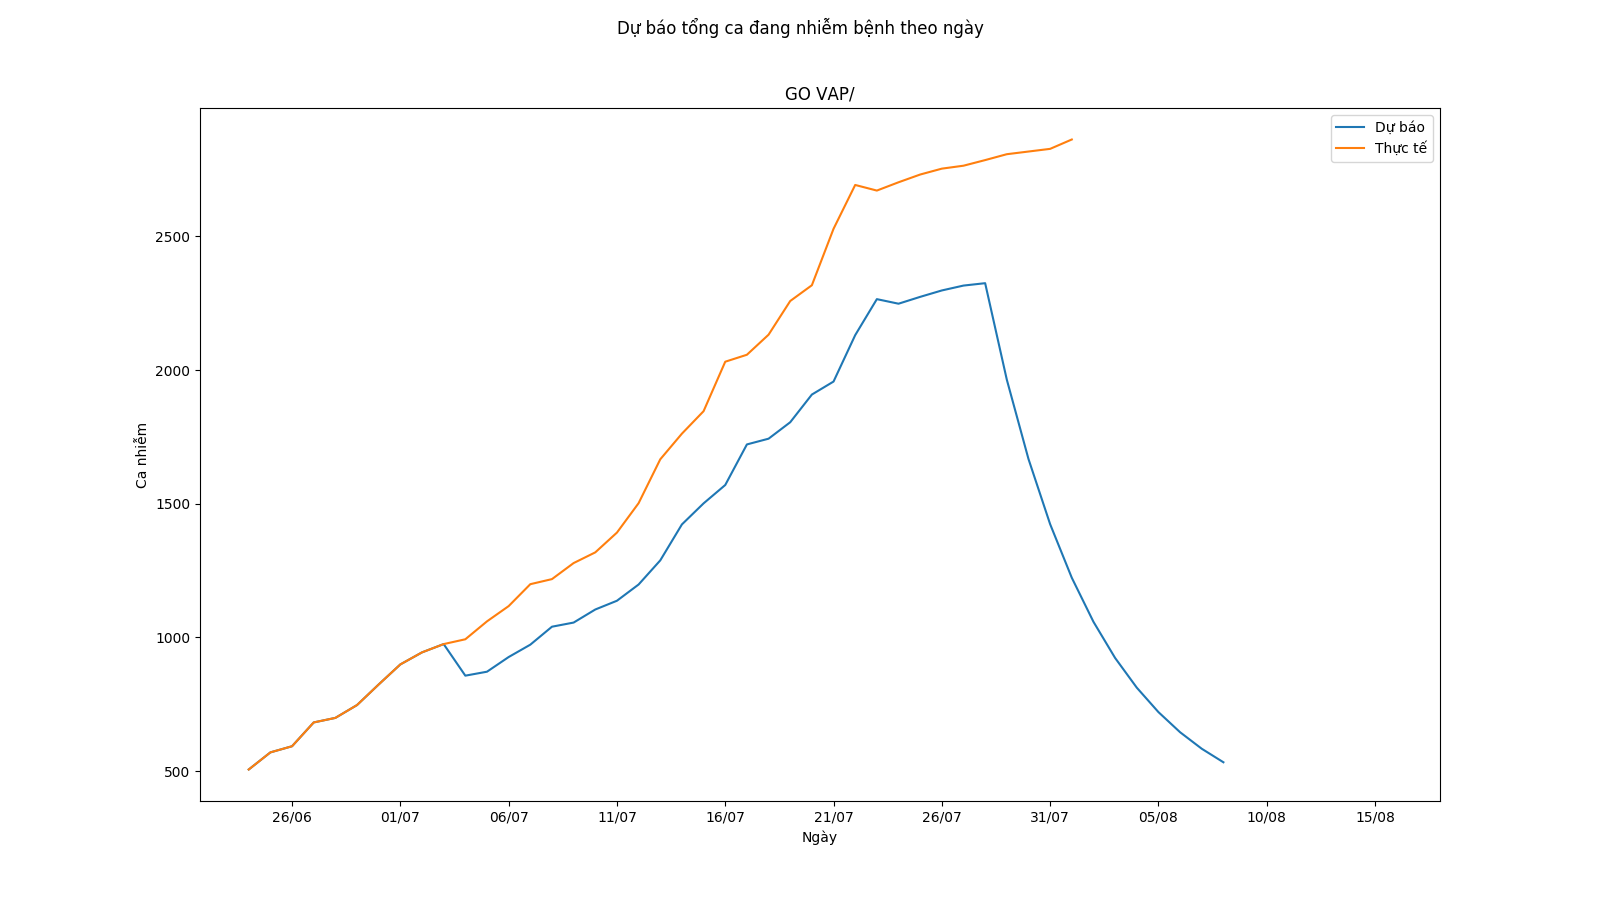 Dự báo tổng ca đang nhiễm bệnh theo ngày
GO VAP/
Dự báo
Thực tế
2500
2000
1500
1000
500
Ca nhiễm
26/06
01/07
06/07
11/07
16/07
21/07
26/07
31/07
05/08
10/08
15/08
Ngày